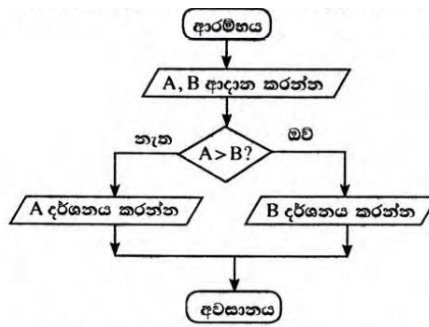 ආරම්භය
A, B ආදාන කරන්න
නැත
ඔව්
A > B?
A දර්ශනය කරන්න
B දර්ශනය කරන්න
අවසානය